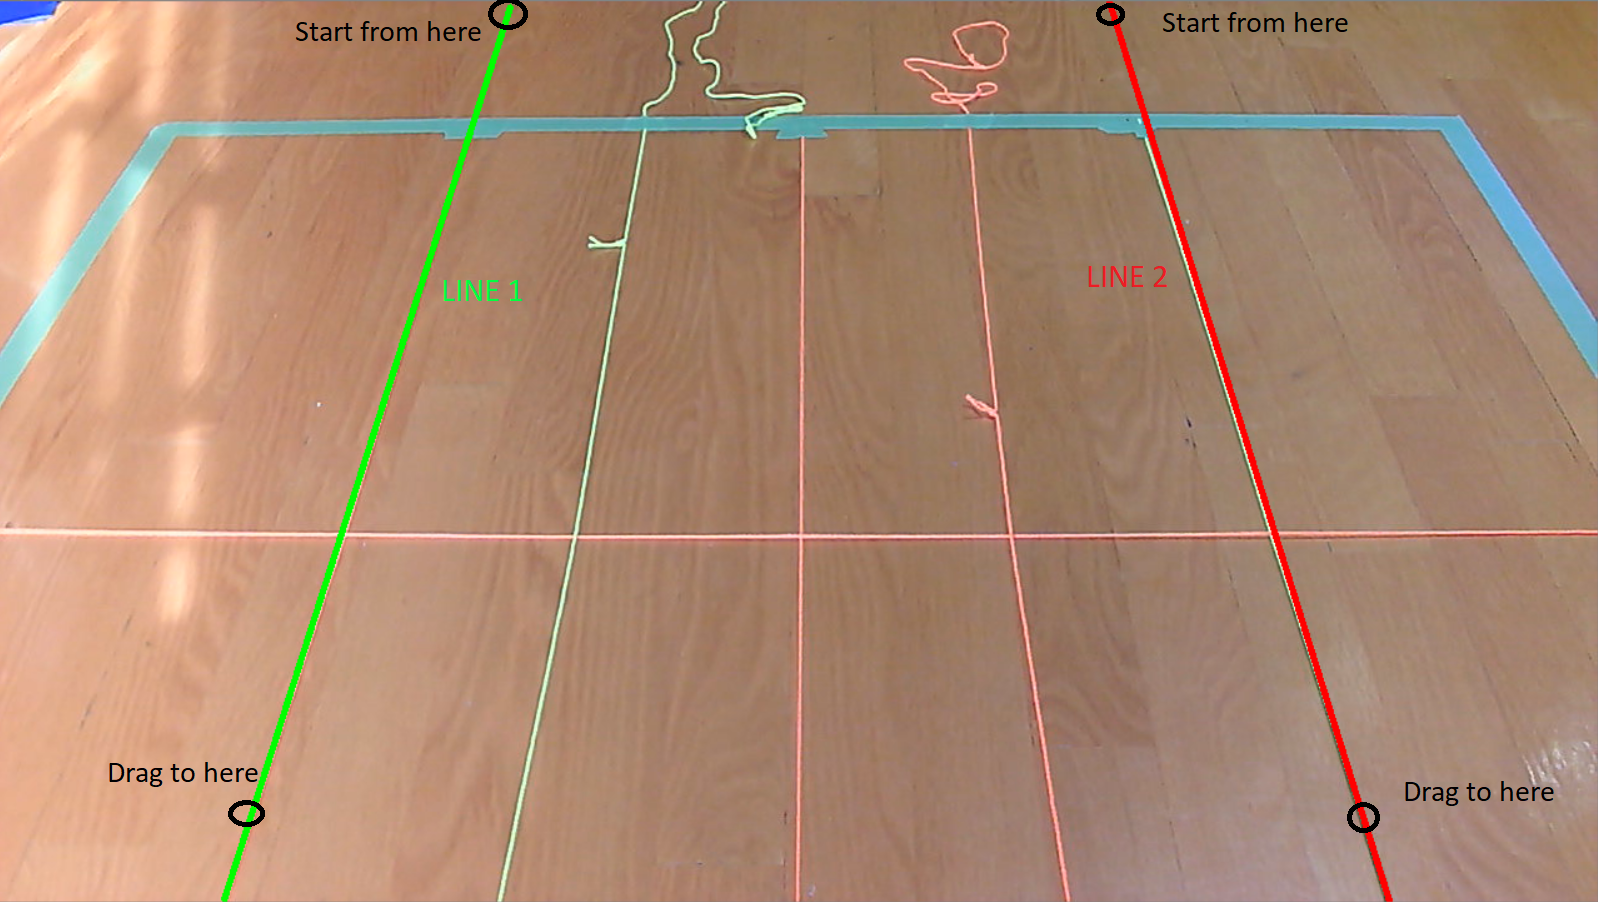 Start from here
Start from here
LINE 1
LINE 2
Drag to here
Drag to here